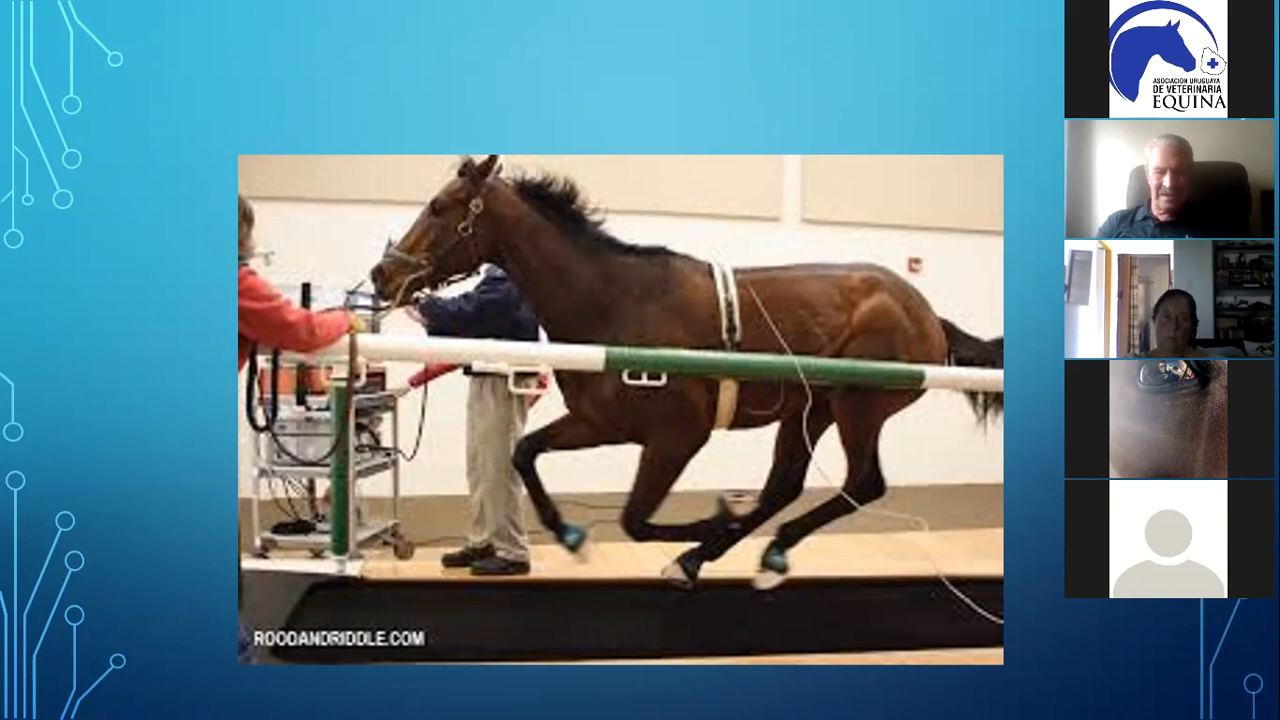 ASOCIACION URUGUAYA
DE VETERINARIA
EQUINA
ROODANDRIDDLE.COM